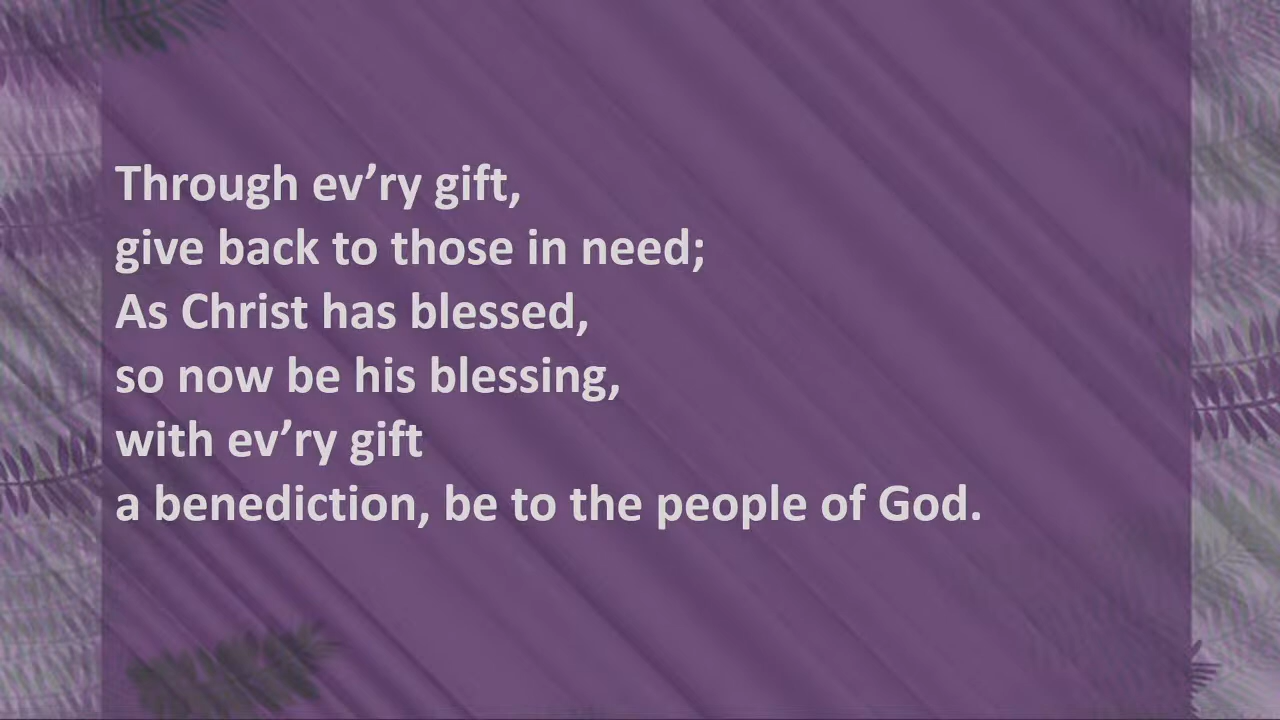 Through ev’ry gift,
give back to those in need;
As Christ has blessed,
so now be his blessing,
with ev’ry gift
a benediction, be to the people of God.